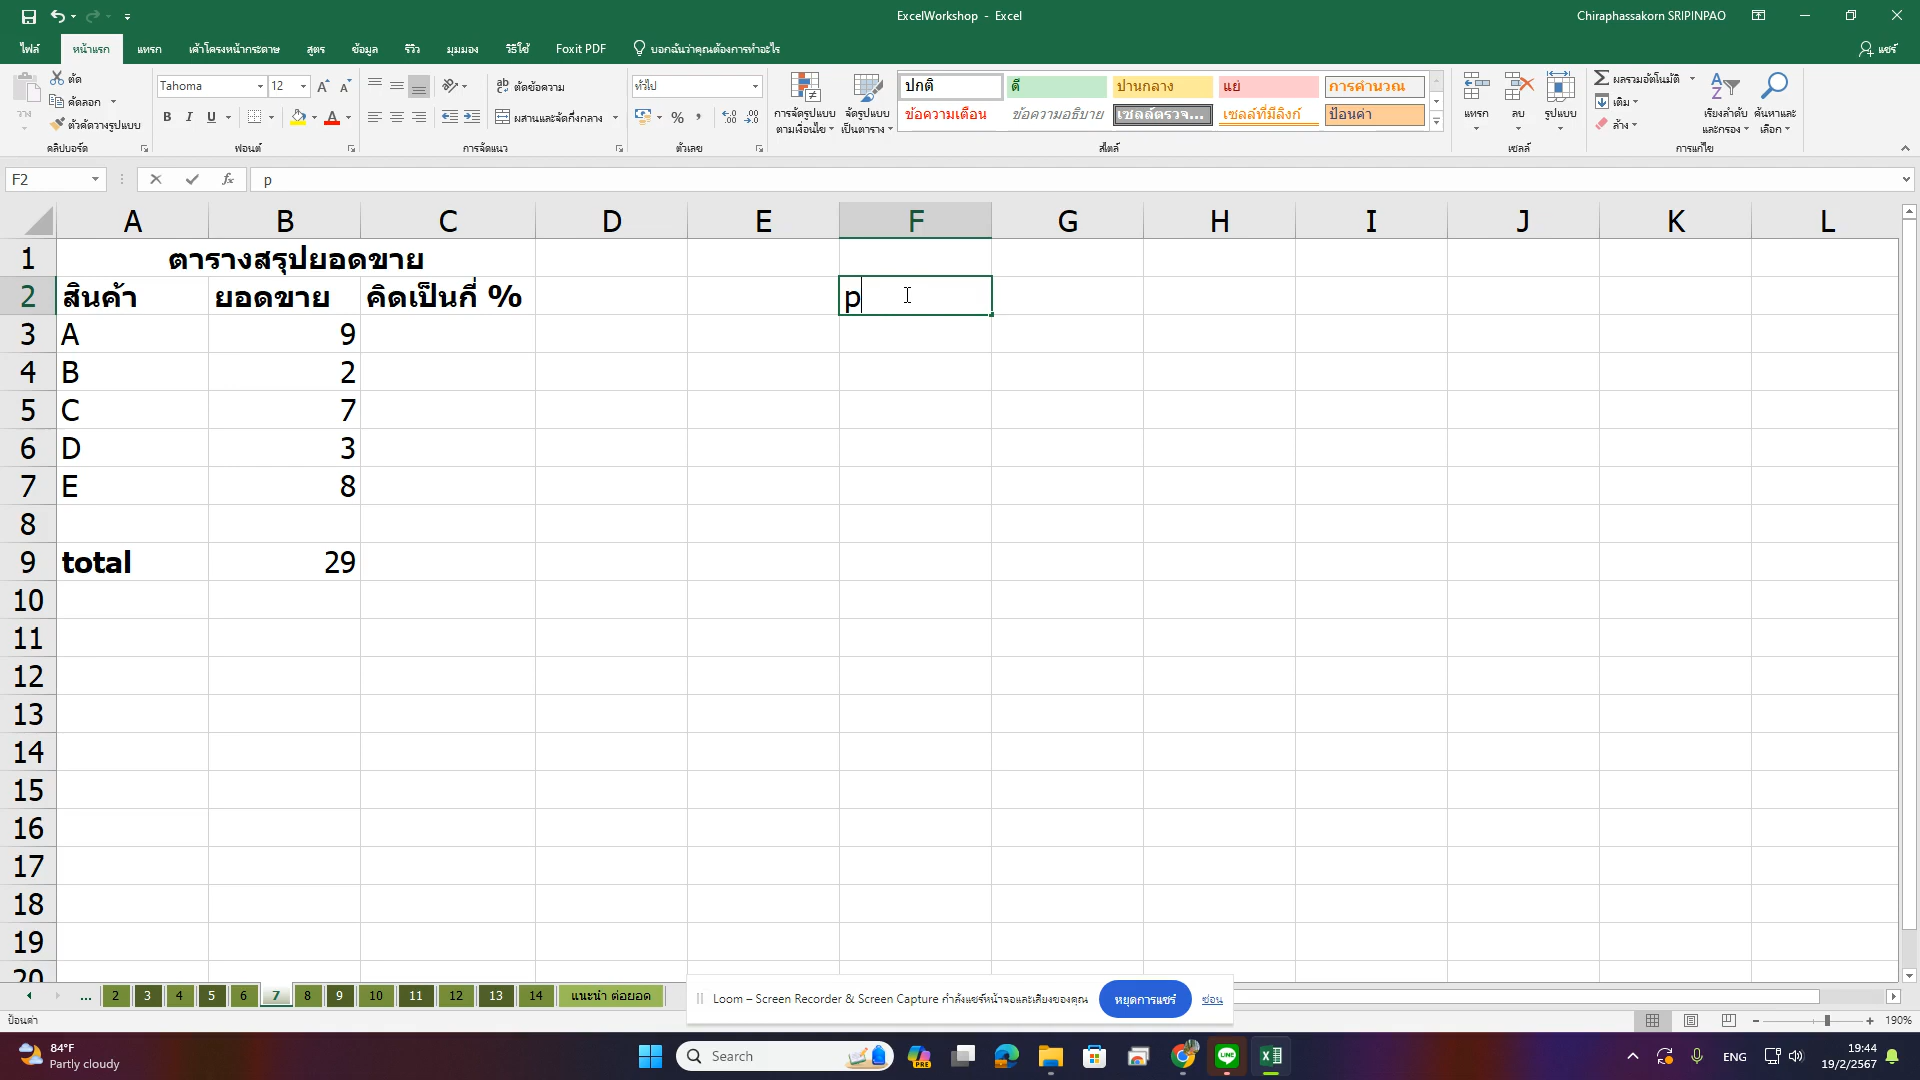 ExcelWorkshop - Excel
Chiraphassakorn SRIPINPAO
ไฟล์ หน้าแรก แทรก เค้าโครงหน้ากระดาษ สูตร ข้อมูล รีวิว มุมมอง วิธีใช้ Foxit PDF บอกฉันว่าคุณต้องการทำอะไร แชร์
วาง
ตัด
คัดลอก
ตัวคัดวางรูปแบบ
คลิปบอร์ด
Tahoma 12
B I U
ฟอนต์
ตัดข้อความ
ผสานและจัดกึ่งกลาง
การจัดแนว
ทั่วไป
ตัวเลข
การจัดรูปแบบ
ตามเงื่อนไข
จัดรูปแบบ
เป็นตาราง
ปกติ ดี ปานกลาง แย่ การคำนวณ
ข้อความเตือน ข้อความอธิบาย เซลล์ตรวจ... เซลล์ที่มีลิงก์ ป้อนค่า
สไตล์
แทรก ลบ รูปแบบ
เซลล์
ผลรวมอัตโนมัติ
เติม
ล้าง
เรียงลำดับ
และกรอง
ค้นหาและ
เลือก
การแก้ไข
F2 fx p
A B C D E F G H I J K L
1 ตารางสรุปยอดขาย
2 สินค้า ยอดขาย คิดเป็นกี่ % p
3 A 9
4 B 2
5 C 7
6 D 3
7 E 8
8
9 total 29
10
11
12
13
14
15
16
17
18
19
20
... 2 3 4 5 6 7 8 9 10 11 12 13 14 แนะนำ ต่อยอด
Loom – Screen Recorder & Screen Capture กำลังแชร์หน้าจอและเสียงของคุณ หยุดการแชร์ ซ่อน
ป้อนค่า
190%
84°F
Partly cloudy
Search
PRE
LINE
ENG
19:44
19/2/2567